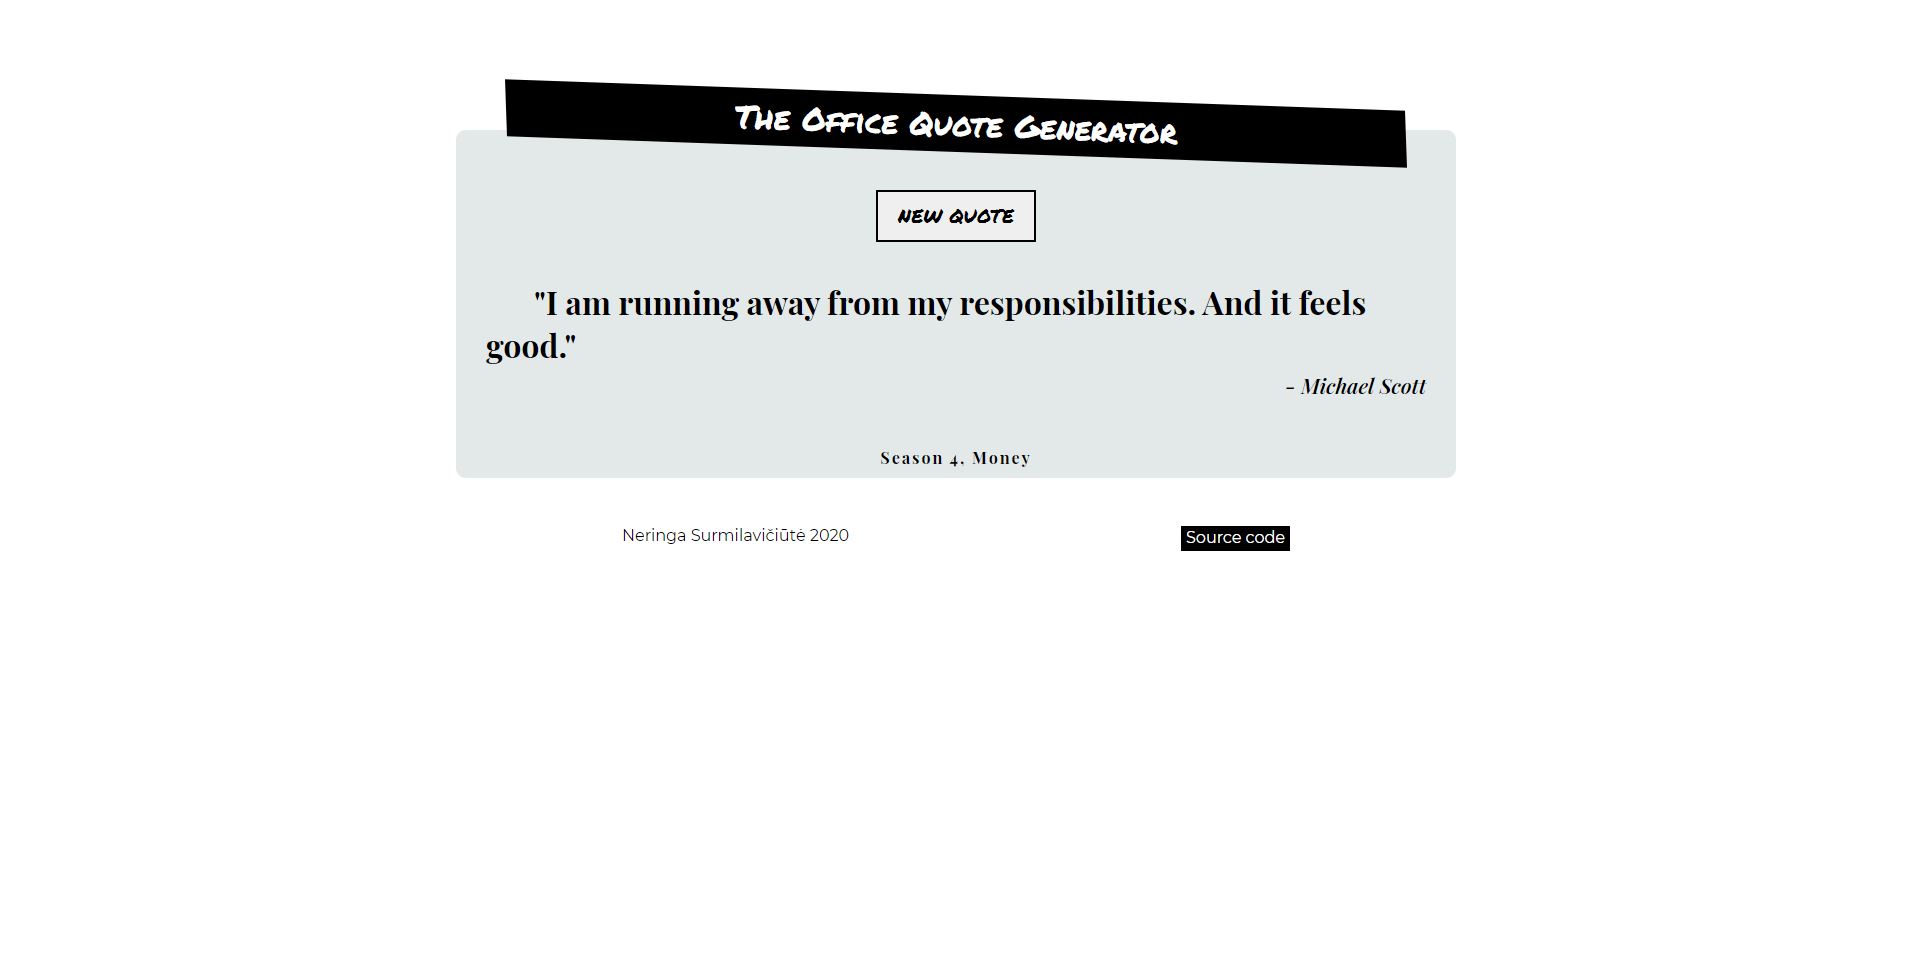 The Office Quote Generator
NEW QUOTE
"I am running away from my responsibilities. And it feels
good."
- Michael Scott
Season 4, Money
Neringa Surmilavičiūtė 2020
Source code